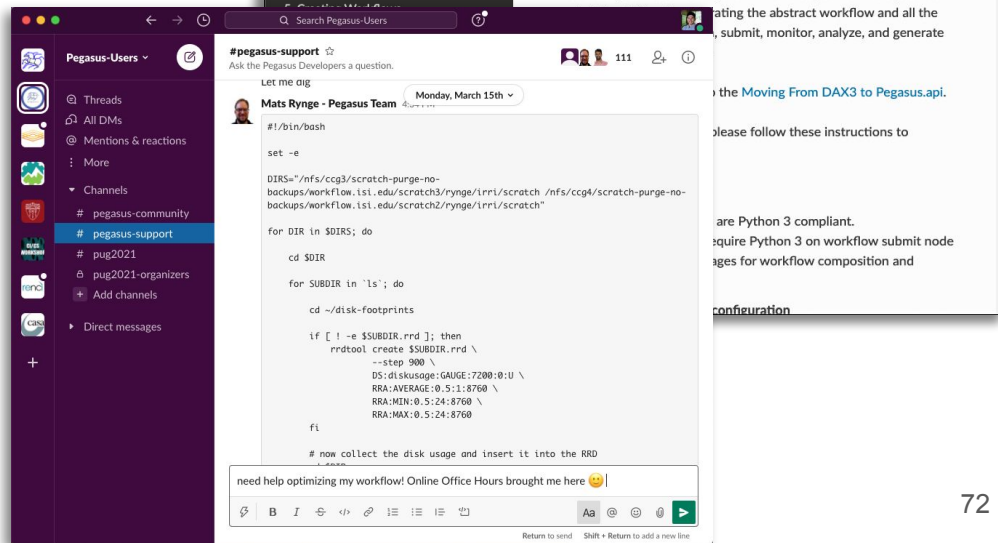 Search Pegasus-Users
Pegasus-Users
Threads
All DMs
@ Mentions & reactions
More
Channels
# pegasus-community
# pegasus-support
# pug2021
pug2021-organizers
+ Add channels
Direct messages
renci
casa
#pegasus-support
111
Ask the Pegasus Developers a question.
Let me dig
Monday, March 15th
Mats Rynge - Pegasus Team
#!/bin/bash
set -e
DIRS="/nfs/ccg3/scratch-purge-no-
backups/workflow.isi.edu/scratch3/rynge/irri/scratch /nfs/ccg4/scratch-purge-no-
backups/workflow.isi.edu/scratch2/rynge/irri/scratch"
for DIR in $DIRS; do
cd $DIR
for SUBDIR in `ls`; do
cd ~/disk-footprints
if [ ! -e $SUBDIR.rrd ]; then
rrdtool create $SUBDIR.rrd \
--step 900 \
DS:diskusage:GAUGE:7200:0:U \
RRA:AVERAGE:0.5:1:8760 \
RRA:MIN:0.5:24:8760 \
RRA:MAX:0.5:24:8760
fi
# now collect the disk usage and insert it into the RRD
need help optimizing my workflow! Online Office Hours brought me here 🙂
B I S </> Aa @
Return to send Shift + Return to add a new line
rating the abstract workflow and all the
, submit, monitor, analyze, and generate
the Moving From DAX3 to Pegasus.api.
please follow these instructions to
are Python 3 compliant.
equire Python 3 on workflow submit node
ages for workflow composition and
configuration
72